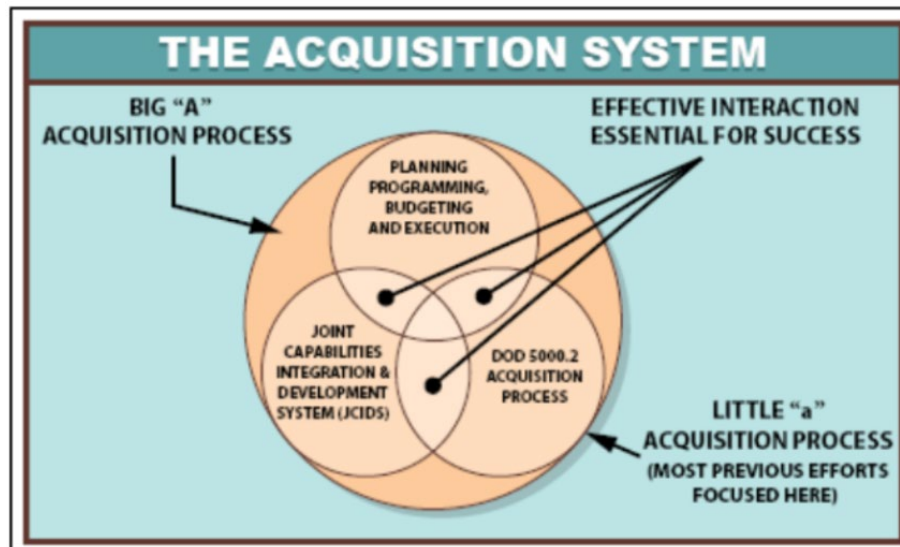 THE ACQUISITION SYSTEM
BIG “A”
ACQUISITION PROCESS
EFFECTIVE INTERACTION
ESSENTIAL FOR SUCCESS
PLANNING
PROGRAMMING,
BUDGETING
AND EXECUTION
JOINT
CAPABILITIES
INTEGRATION &
DEVELOPMENT
SYSTEM (JCIDS)
DOD 5000.2
ACQUISITION
PROCESS
LITTLE “a”
ACQUISITION PROCESS
(MOST PREVIOUS EFFORTS
FOCUSED HERE)